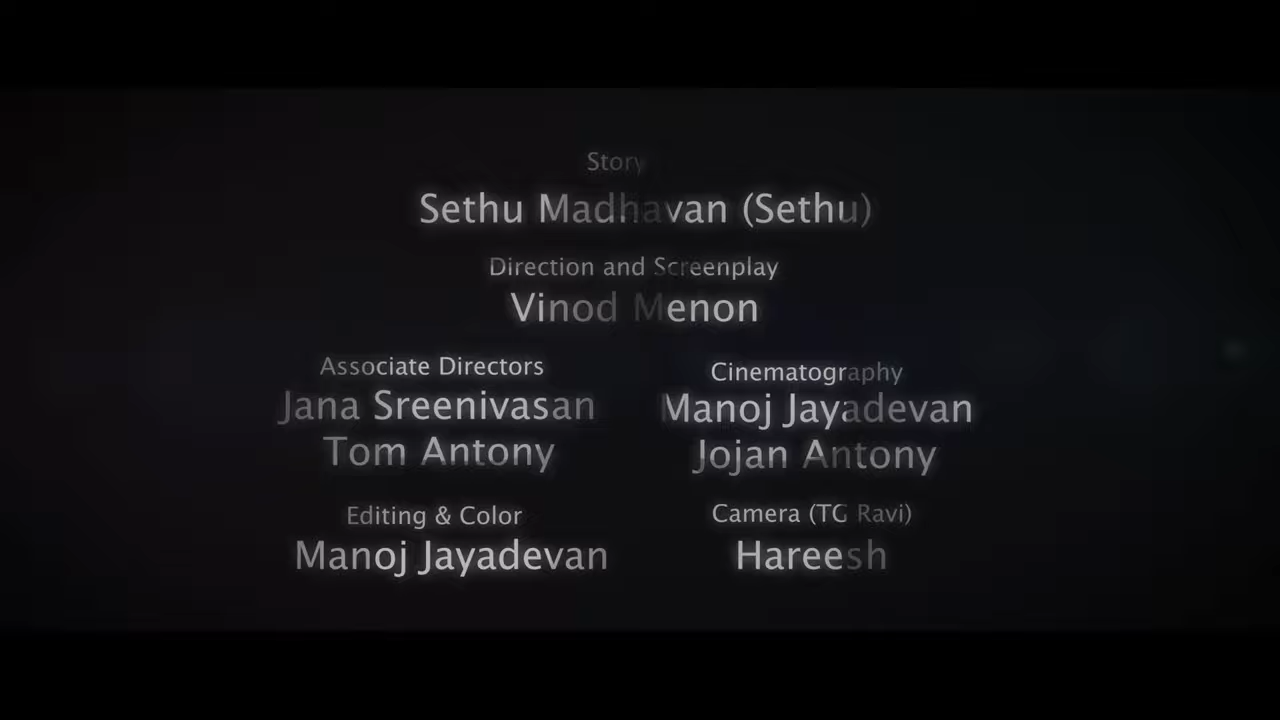 Story
Sethu Madhavan (Sethu)
Direction and Screenplay
Vinod Menon
Associate Directors
Jana Sreenivasan
Tom Antony
Cinematography
Manoj Jayadevan
Jojan Antony
Editing & Color
Manoj Jayadevan
Camera (TG Ravi)
Hareesh